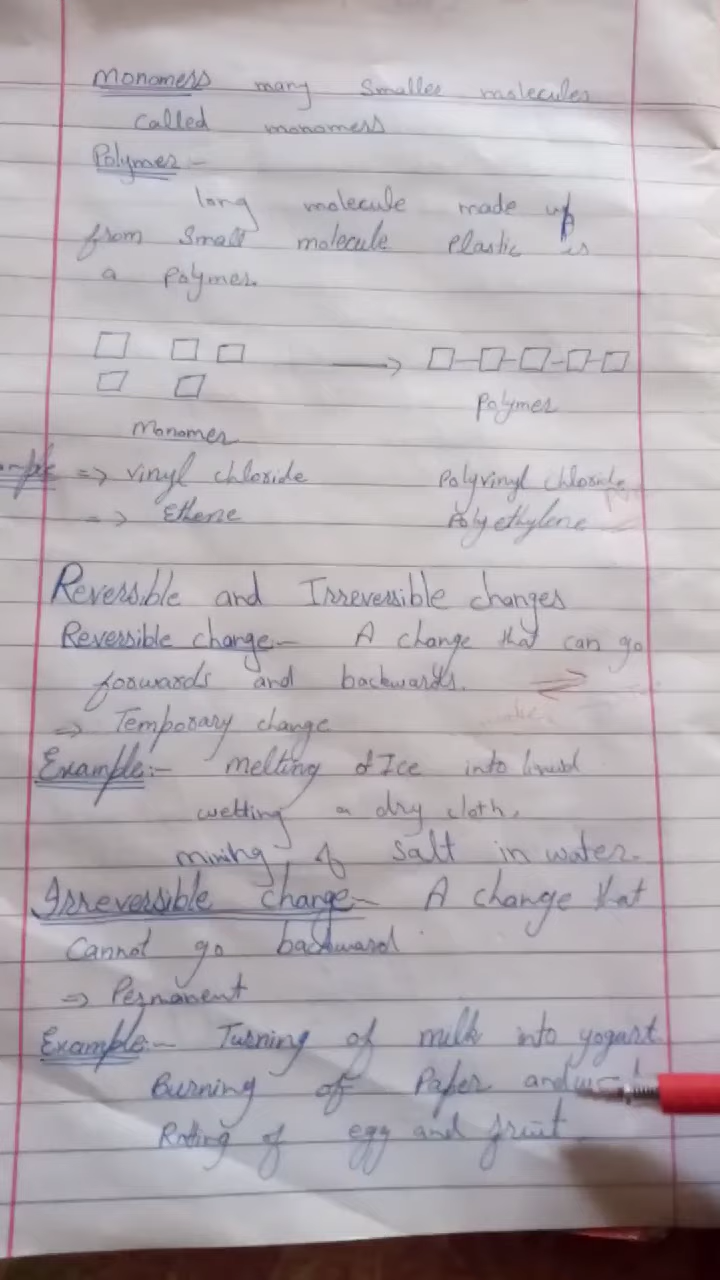 Monomers many Smaller molecules
called monomers
Polymer -
long molecule made up
from small molecule Plastic is
a Polymer.
Monomer
Polymer
=> vinyl chloride Polyvinyl chloride
=> Ethene Polyethylene
Reversible and Irreversible changes
Reversible change:- A change that can go
forwards and backwards.
=> Temporary change
Example:- melting of Ice into liquid
wetting a dry cloth,
mixing of Salt in water.
Irreversible change:- A change that
Cannot go backward
=> Permanent
Example:- Turning of milk into yogart
Burning of Paper and
Rotting of egg and fruit